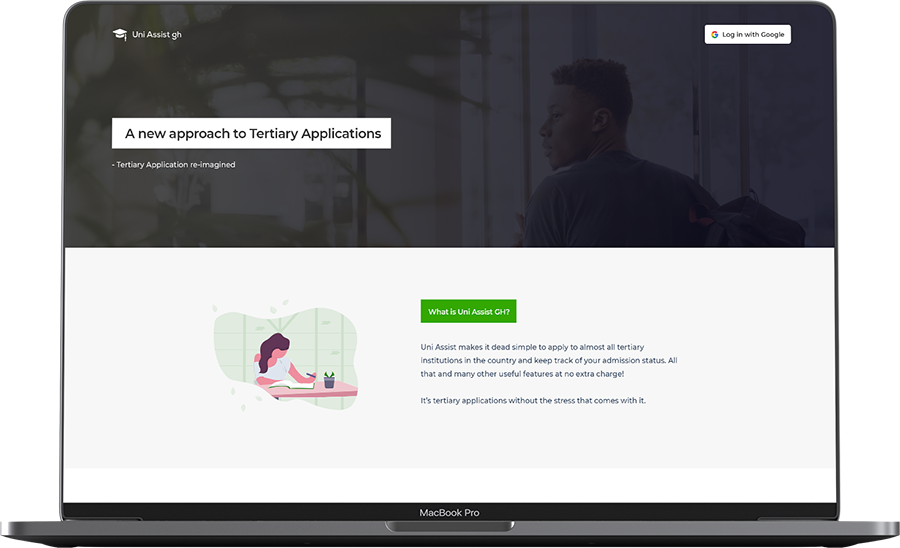 Uni Assist gh
Log in with Google
A new approach to Tertiary Applications
- Tertiary Application re-imagined
What is Uni Assist GH?
Uni Assist makes it dead simple to apply to almost all tertiary
institutions in the country and keep track of your admission status. All
that and many other useful features at no extra charge!
It's tertiary applications without the stress that comes with it.
MacBook Pro